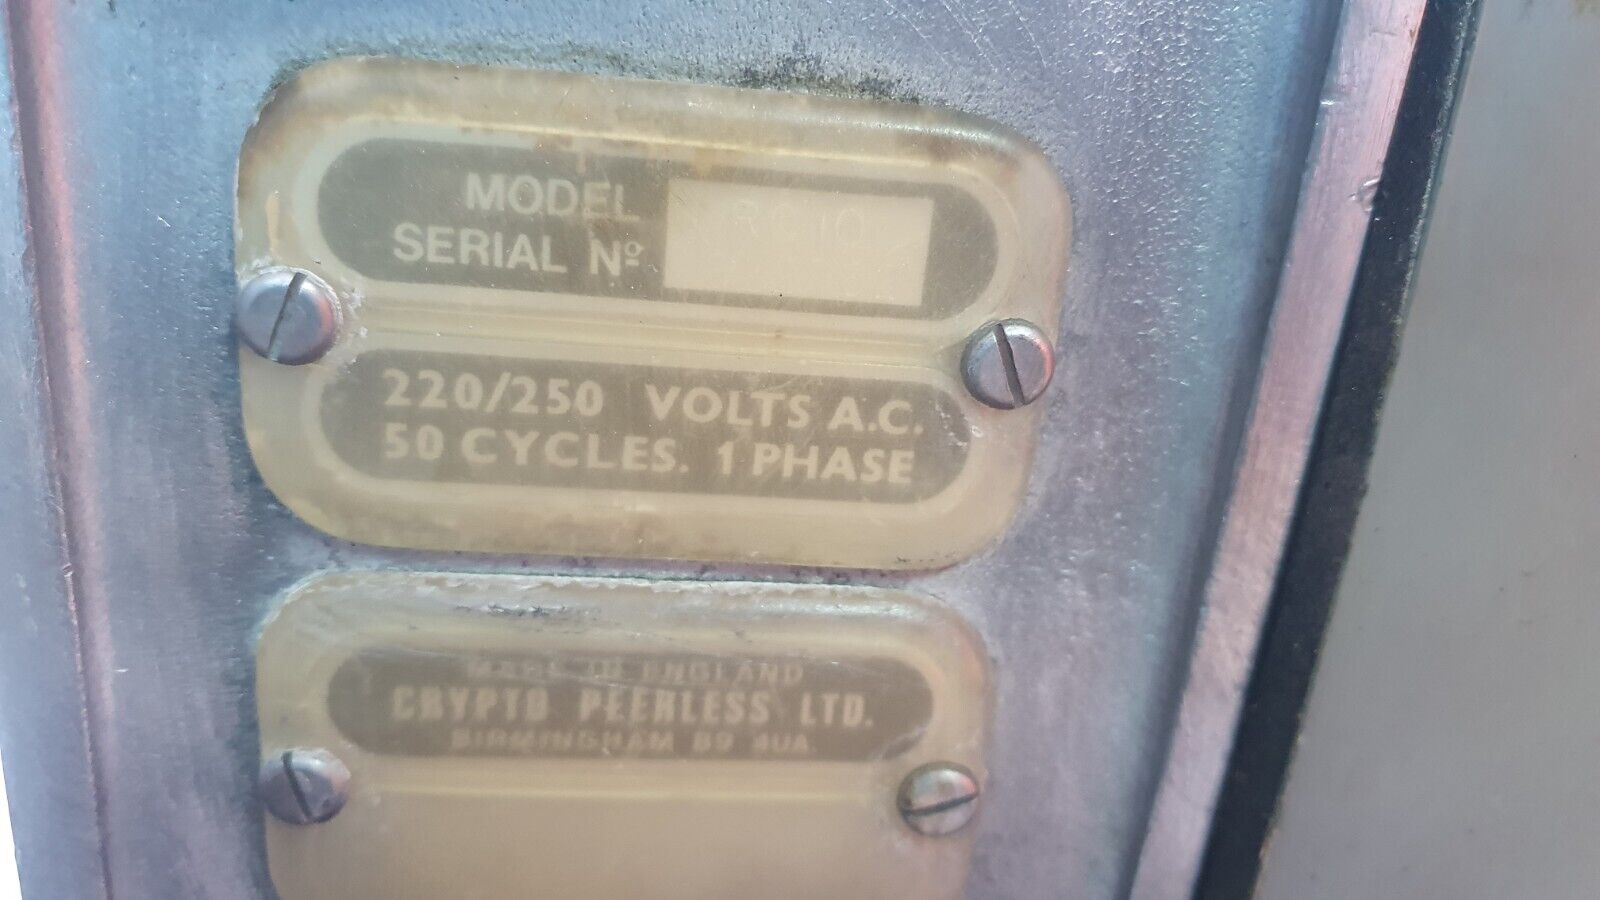 MODEL
SERIAL Nº
220/250 VOLTS A.C.
50 CYCLES. 1 PHASE
MADE IN ENGLAND
CRYPTO PEERLESS LTD.
BIRMINGHAM B9 4UA